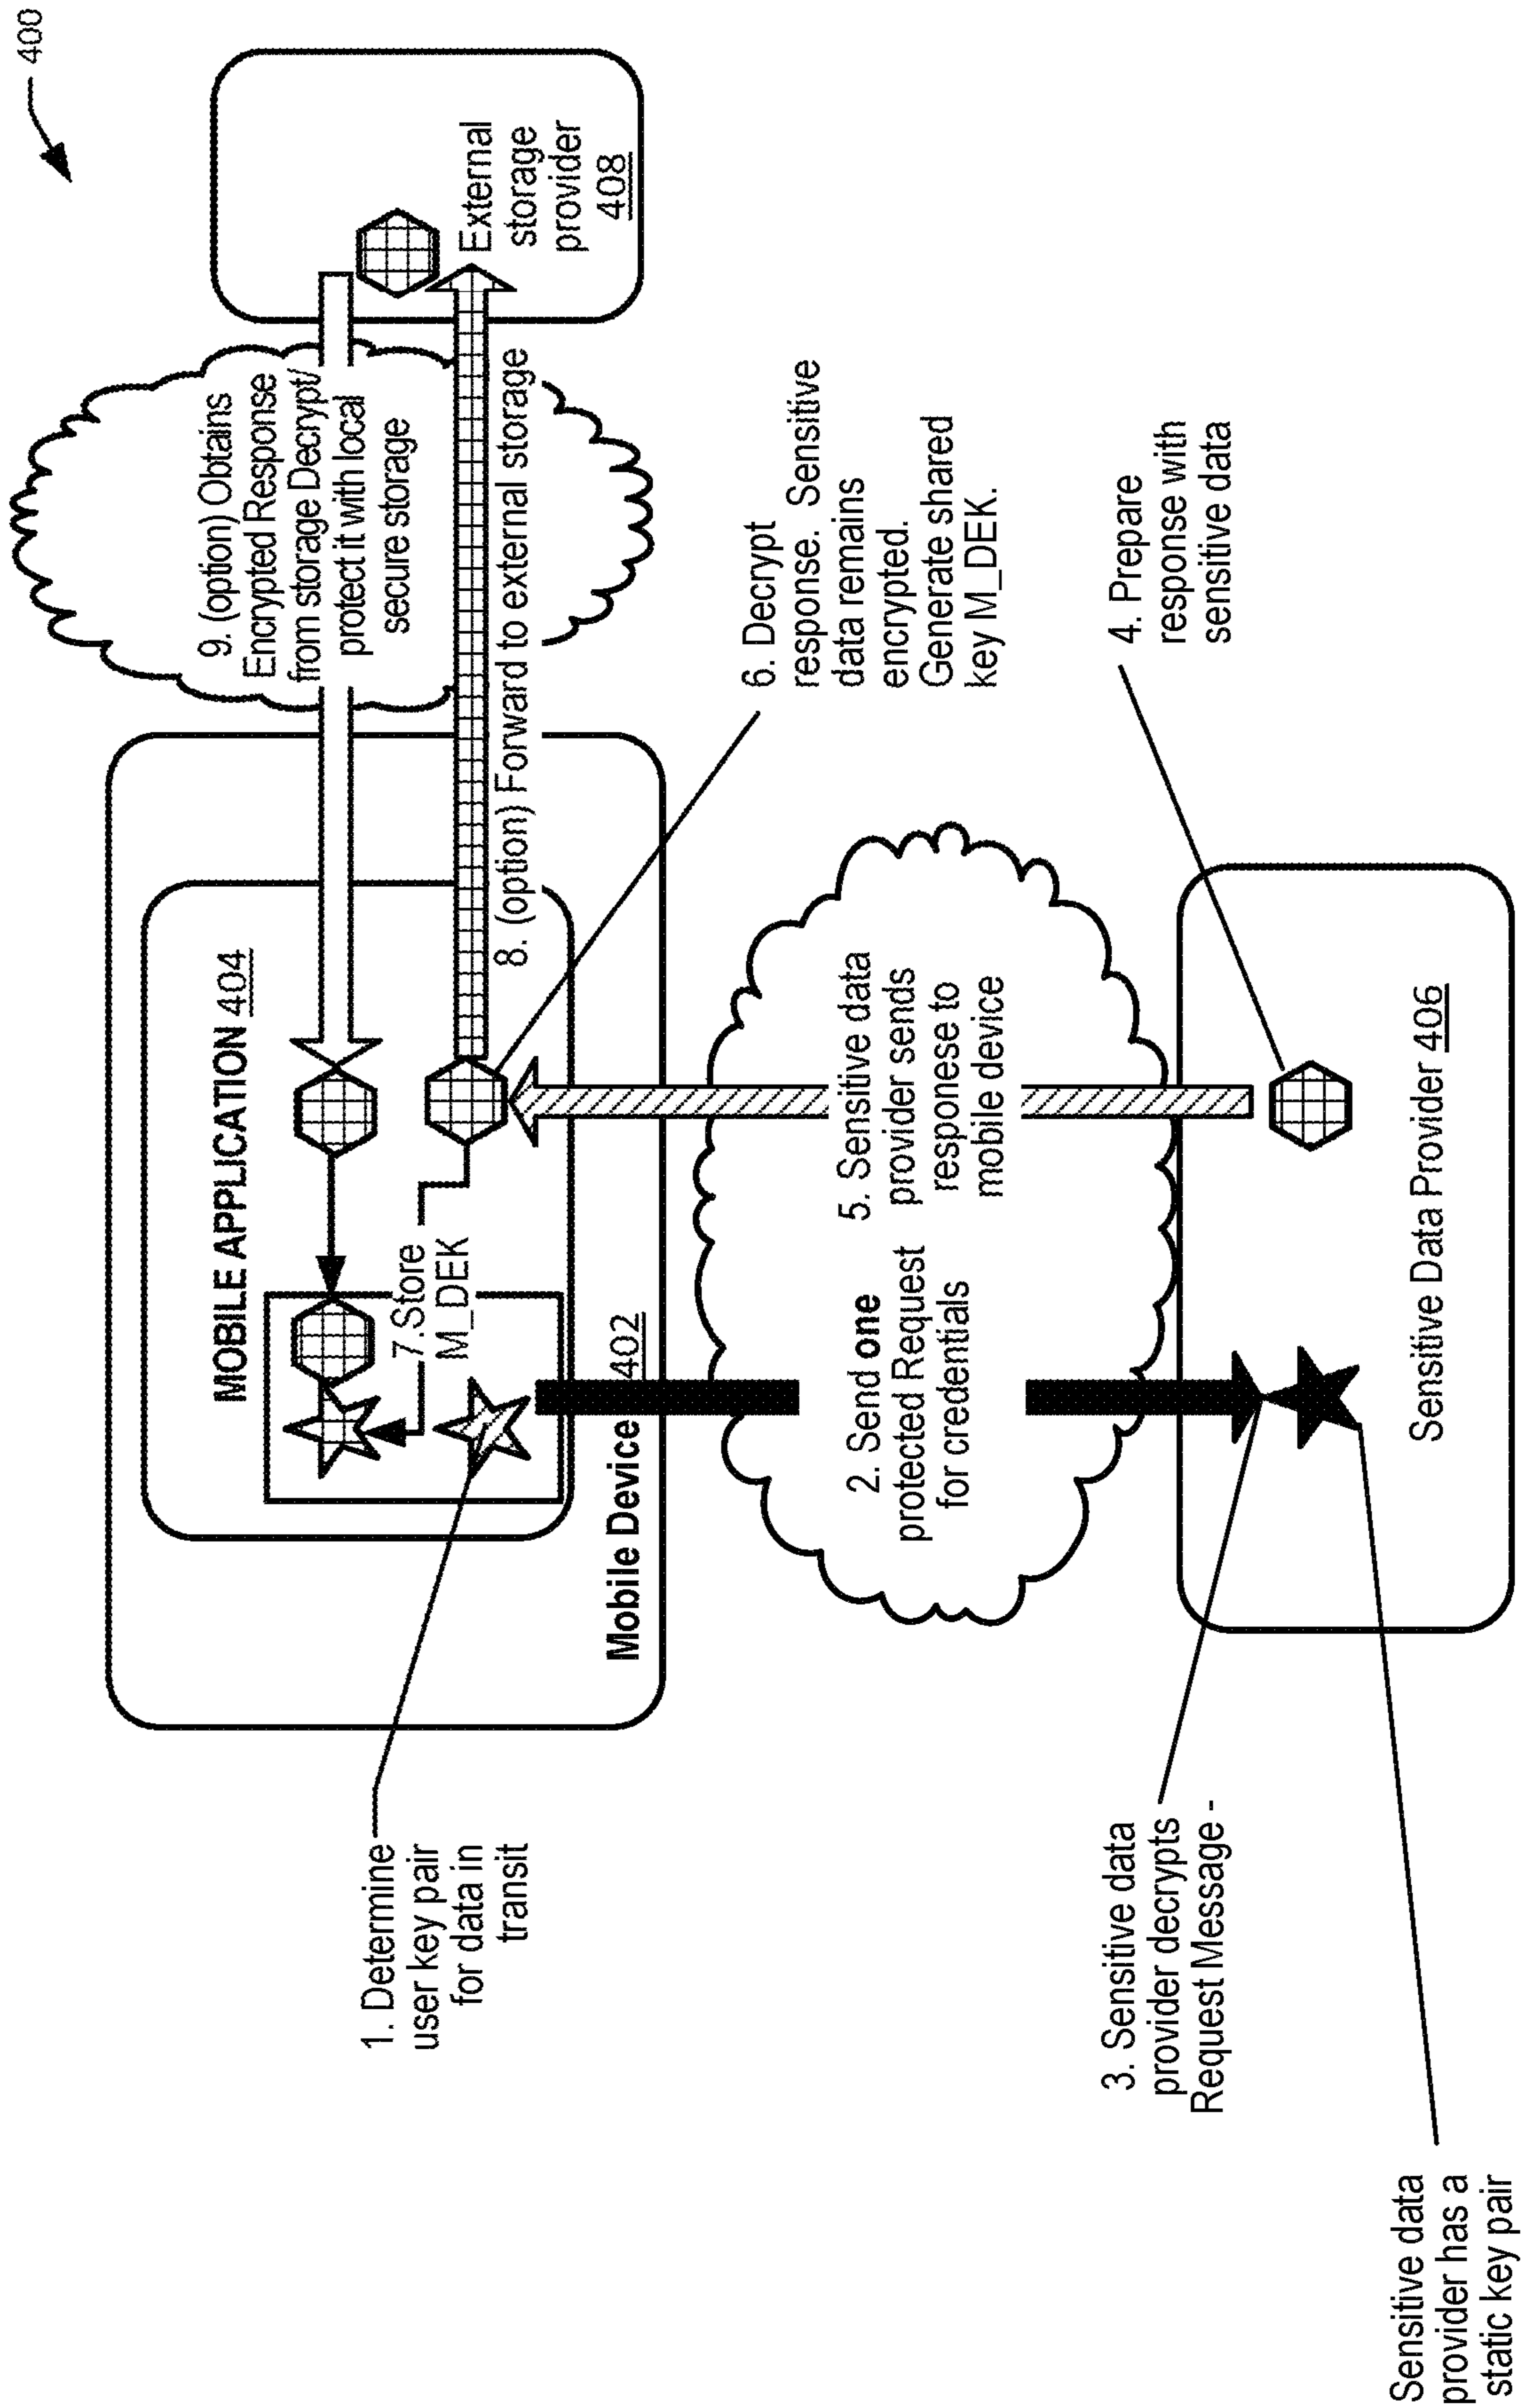 400
9. (option) Obtains
Encrypted Response
from storage Decrypt/
protect it with local
secure storage
External
storage
provider
408
MOBILE APPLICATION 404
7.Store
M_DEK
8. (option) Forward to external storage
Mobile Device 402
1. Determine
user key pair
for data in
transit
6. Decrypt
response. Sensitive
data remains
encrypted.
Generate shared
key M_DEK.
2. Send one
protected Request
for credentials
5. Sensitive data
provider sends
responese to
mobile device
4. Prepare
response with
sensitive data
3. Sensitive data
provider decrypts
Request Message -
Sensitive Data Provider 406
Sensitive data
provider has a
static key pair